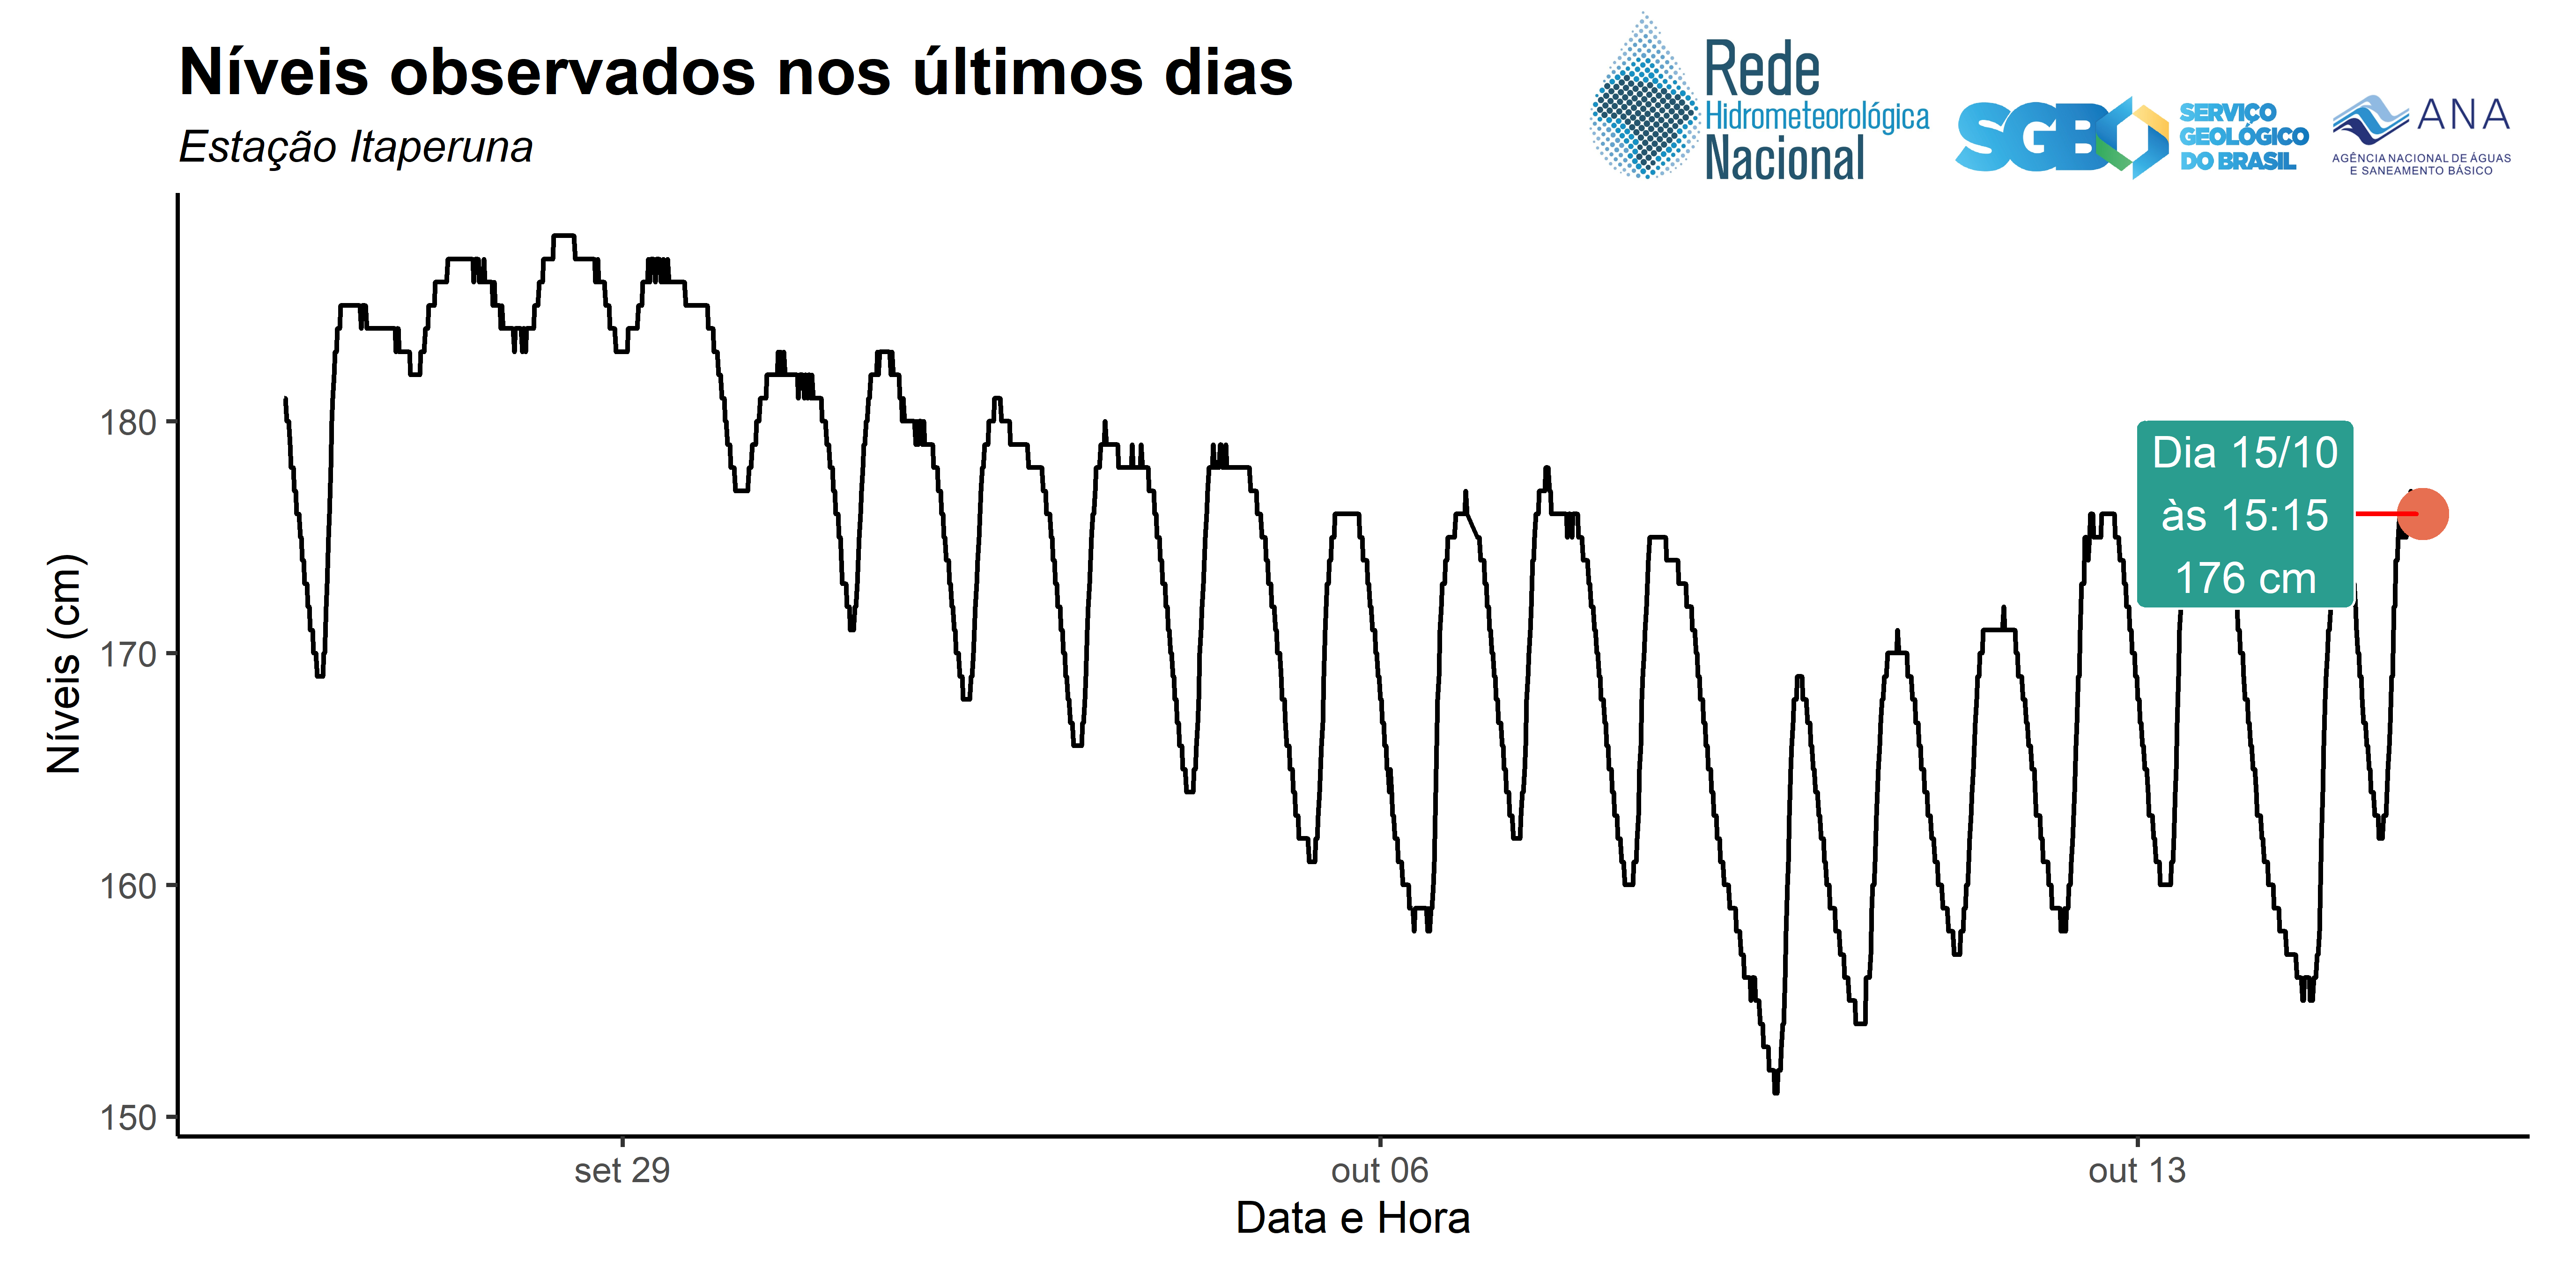 Níveis observados nos últimos dias
Estação Itaperuna
Rede
Hidrometeorológica
Nacional
SGB
SERVIÇO
GEOLÓGICO
DO BRASIL
ANA
AGÊNCIA NACIONAL DE ÁGUAS
E SANEAMENTO BÁSICO
Níveis (cm)
180
170
160
150
Dia 15/10
às 15:15
176 cm
set 29
out 06
out 13
Data e Hora